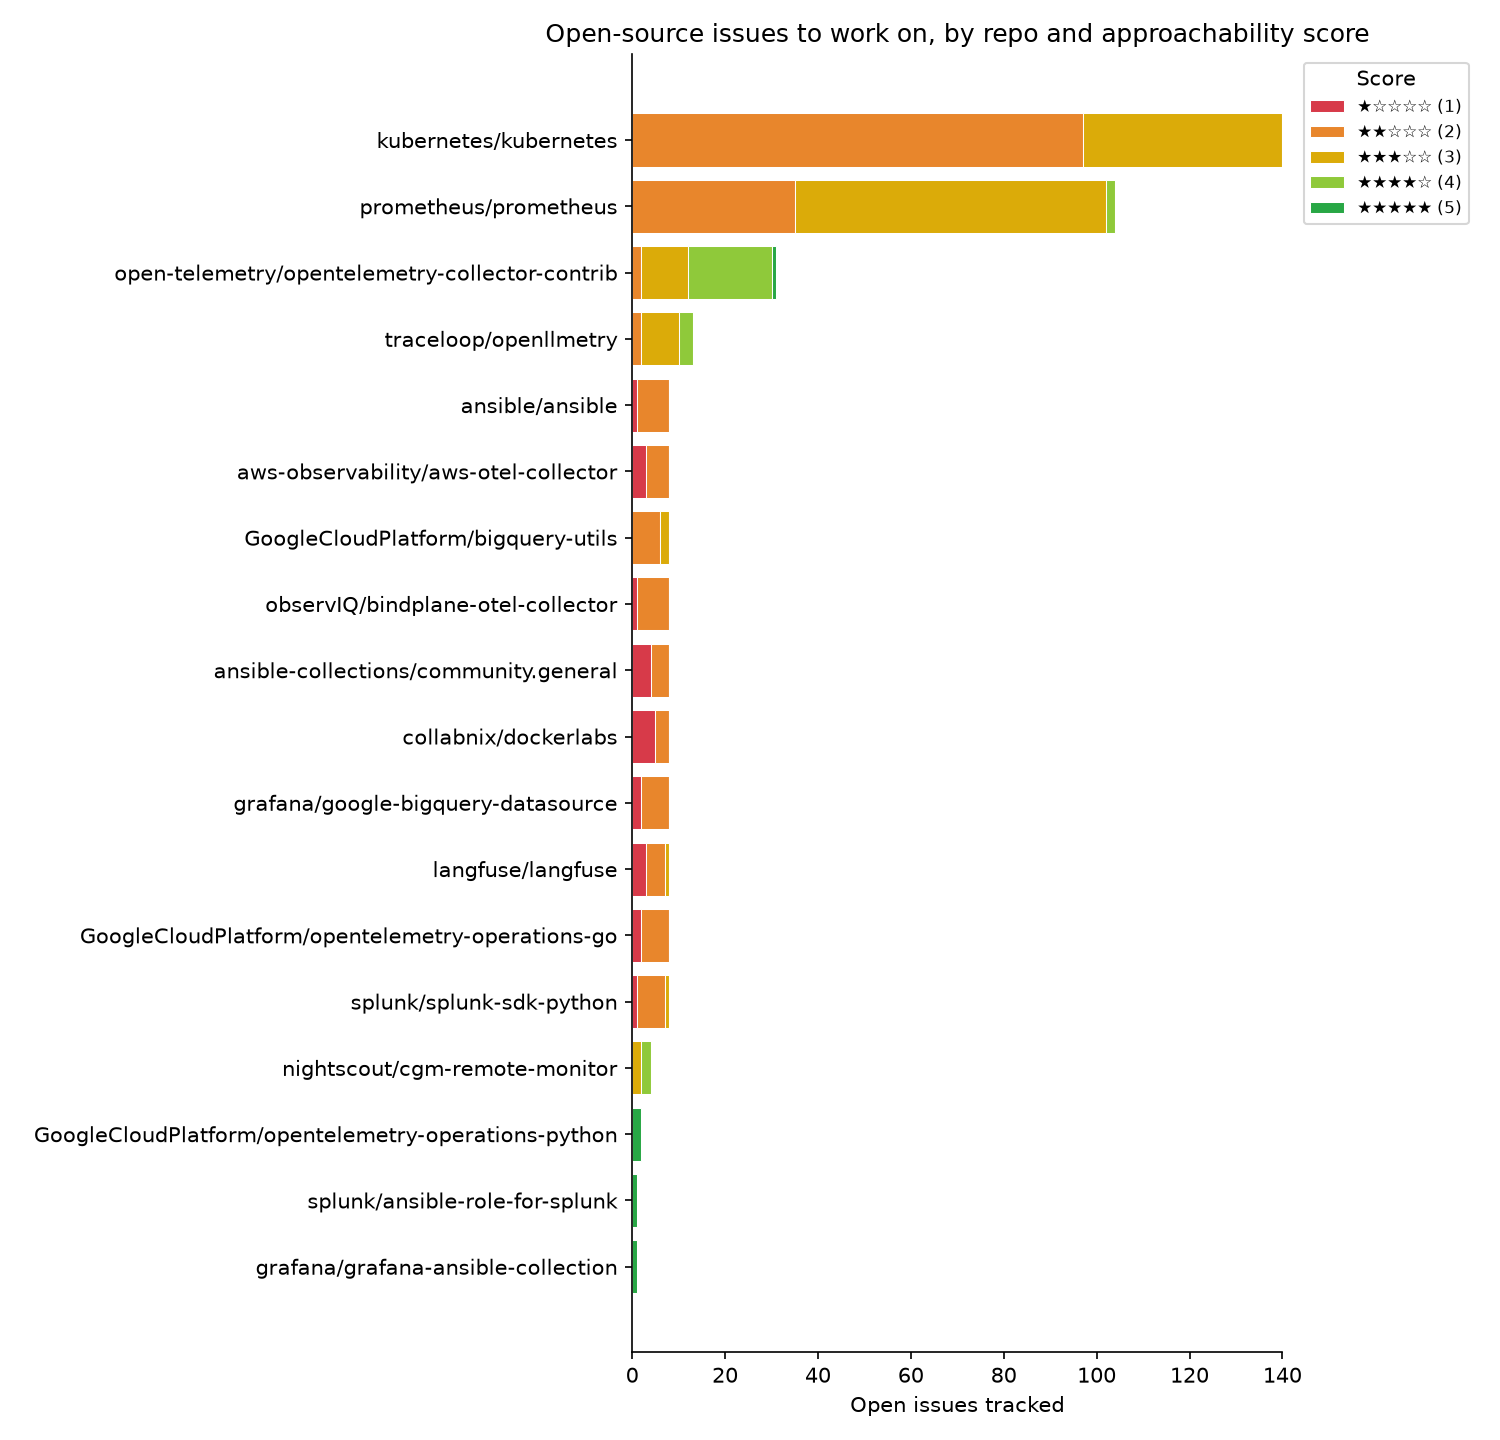 Open-source issues to work on, by repo and approachability score
Score
★☆☆☆☆ (1)
★★☆☆☆ (2)
★★★☆☆ (3)
★★★★☆ (4)
★★★★★ (5)
kubernetes/kubernetes
prometheus/prometheus
open-telemetry/opentelemetry-collector-contrib
traceloop/openllmetry
ansible/ansible
aws-observability/aws-otel-collector
GoogleCloudPlatform/bigquery-utils
observIQ/bindplane-otel-collector
ansible-collections/community.general
collabnix/dockerlabs
grafana/google-bigquery-datasource
langfuse/langfuse
GoogleCloudPlatform/opentelemetry-operations-go
splunk/splunk-sdk-python
nightscout/cgm-remote-monitor
GoogleCloudPlatform/opentelemetry-operations-python
splunk/ansible-role-for-splunk
grafana/grafana-ansible-collection
0 20 40 60 80 100 120 140
Open issues tracked